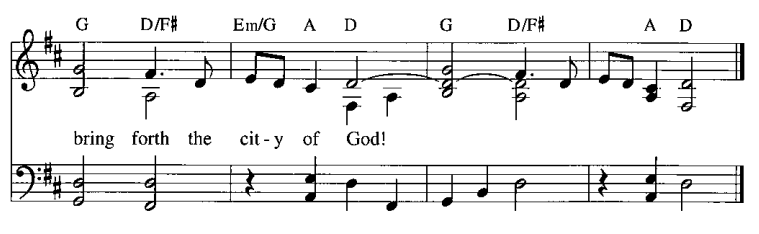 G D/F# Em/G A D G D/F# A D
bring forth the cit - y of God!